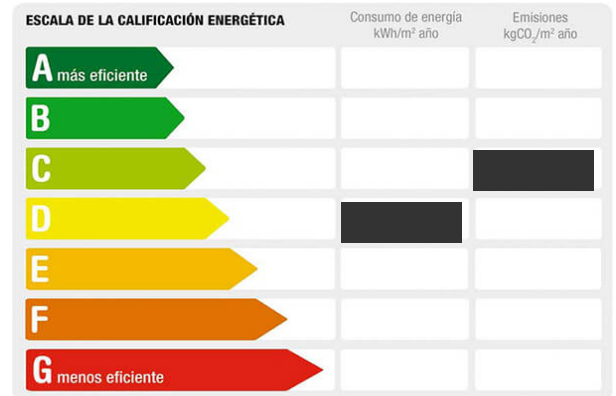 ESCALA DE LA CALIFICACIÓN ENERGÉTICA
Consumo de energía
kWh/m² año
Emisiones
kgCO₂/m² año
A más eficiente
B
C
D
E
F
G menos eficiente